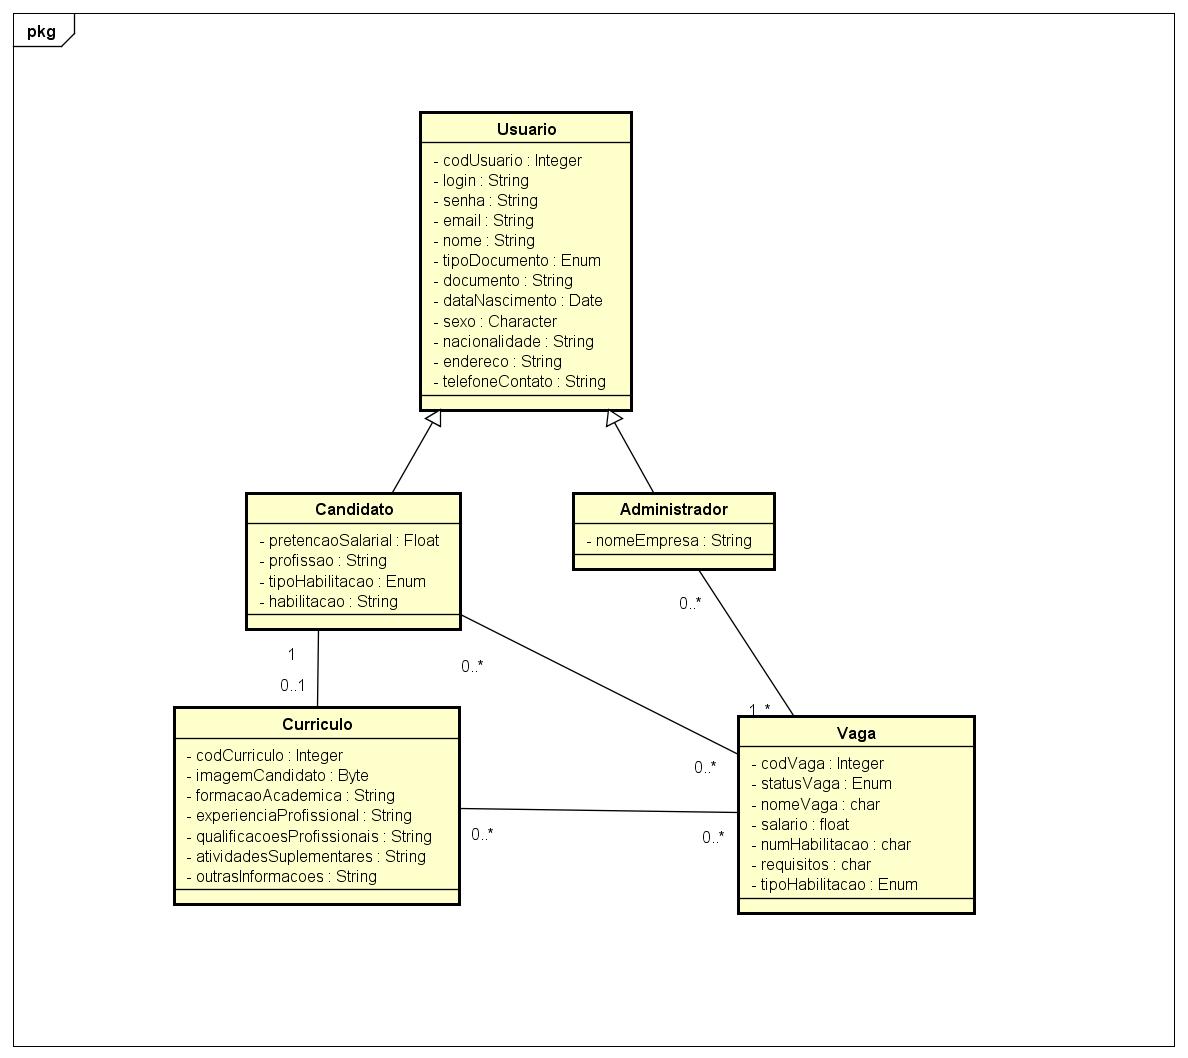 pkg
Usuario
- codUsuario : Integer
- login : String
- senha : String
- email : String
- nome : String
- tipoDocumento : Enum
- documento : String
- dataNascimento : Date
- sexo : Character
- nacionalidade : String
- endereco : String
- telefoneContato : String
Candidato
- pretencaoSalarial : Float
- profissao : String
- tipoHabilitacao : Enum
- habilitacao : String
Administrador
- nomeEmpresa : String
0..*
1
0..*
0..1
1..*
Curriculo
- codCurriculo : Integer
- imagemCandidato : Byte
- formacaoAcademica : String
- experienciaProfissional : String
- qualificacoesProfissionais : String
- atividadesSuplementares : String
- outrasInformacoes : String
0..*
0..*
0..*
Vaga
- codVaga : Integer
- statusVaga : Enum
- nomeVaga : char
- salario : float
- numHabilitacao : char
- requisitos : char
- tipoHabilitacao : Enum